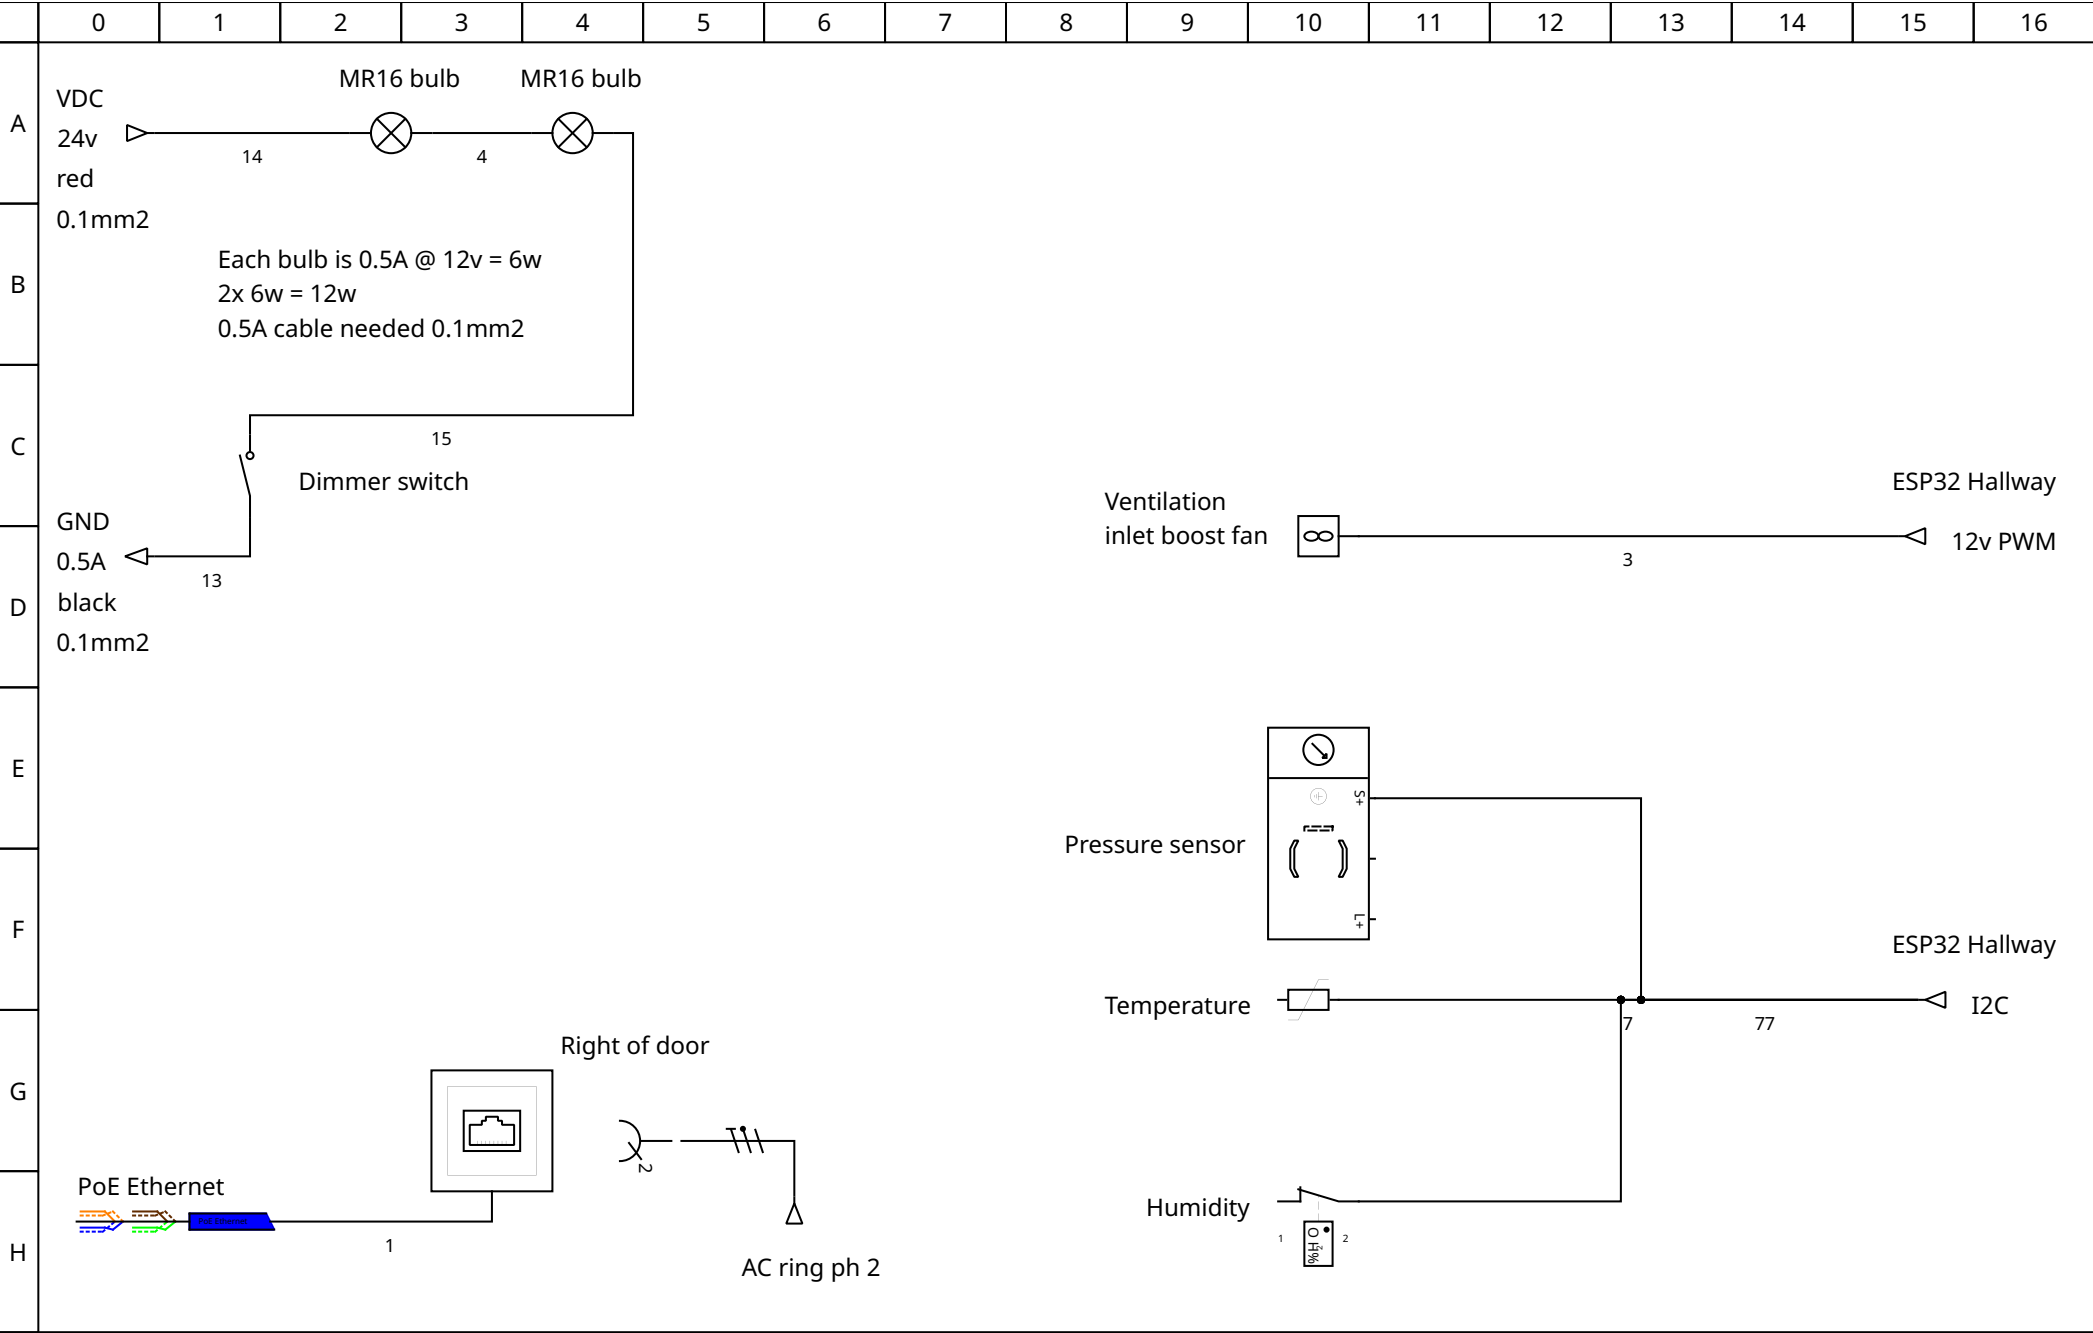 0 1 2 3 4 5 6 7 8 9 10 11 12 13 14 15 16
A
B
C
D
E
F
G
H
MR16 bulb
MR16 bulb
VDC
24v
red
0.1mm2
14
4
Each bulb is 0.5A @ 12v = 6w
2x 6w = 12w
0.5A cable needed 0.1mm2
15
Dimmer switch
GND
0.5A
black
0.1mm2
13
Ventilation
inlet boost fan
3
ESP32 Hallway
12v PWM
S+
L+
Pressure sensor
ESP32 Hallway
Temperature
7
77
I2C
Right of door
2
PoE Ethernet
PoE Ethernet
1
AC ring ph 2
Humidity
1
2
%H2O